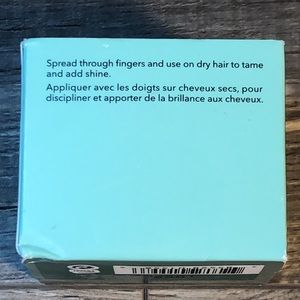 Spread through fingers and use on dry hair to tame
and add shine.
Appliquer avec les doigts sur cheveux secs, pour
discipliner et apporter de la brillance aux cheveux.